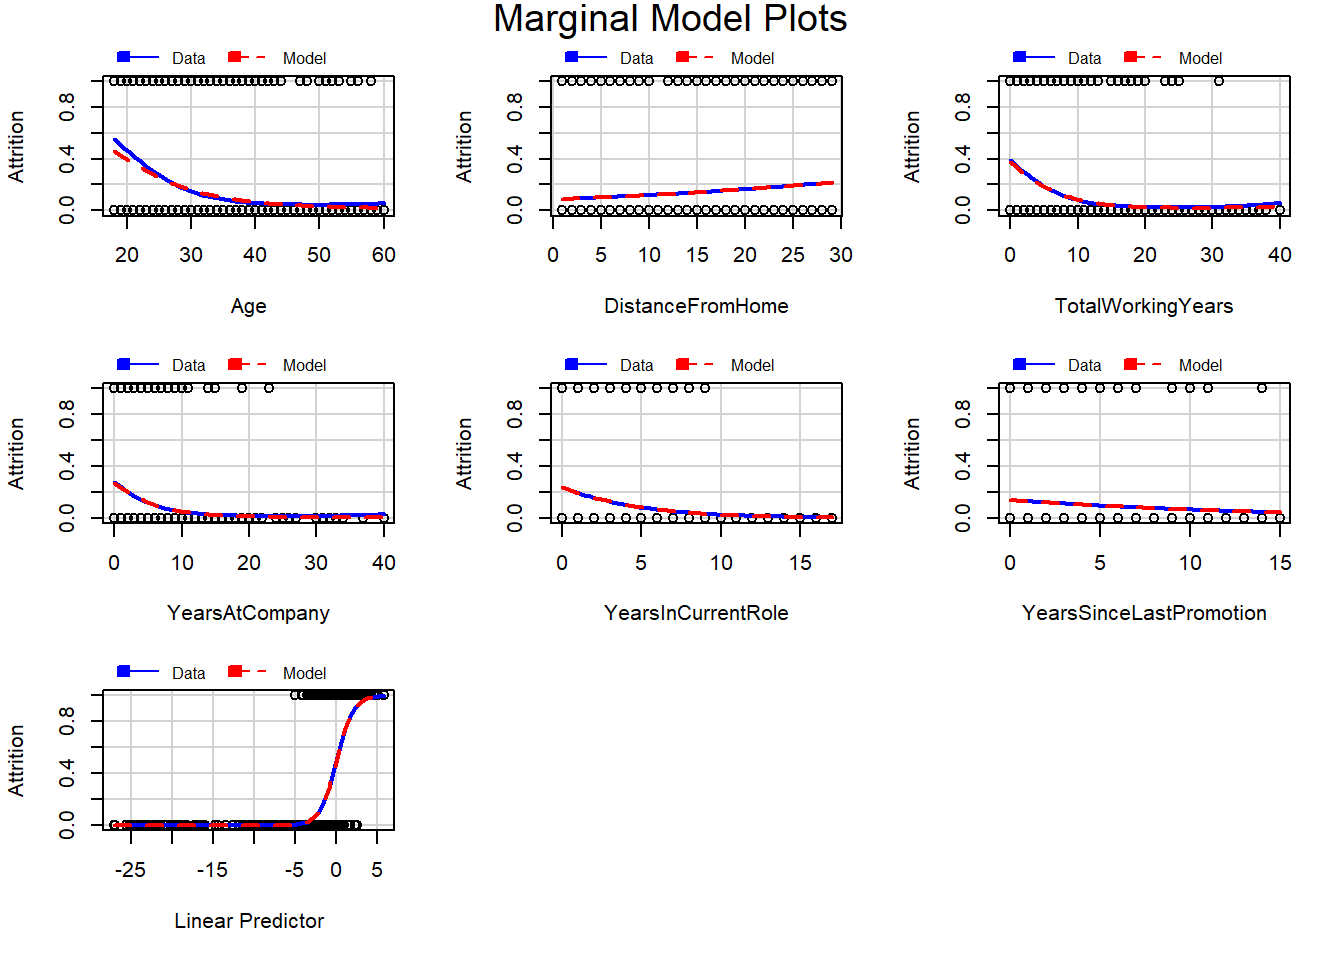 Marginal Model Plots
Data Model
Attrition
0.0 0.4 0.8
20 30 40 50 60
Age
Data Model
Attrition
0.0 0.4 0.8
0 5 10 15 20 25 30
DistanceFromHome
Data Model
Attrition
0.0 0.4 0.8
0 10 20 30 40
TotalWorkingYears
Data Model
Attrition
0.0 0.4 0.8
0 10 20 30 40
YearsAtCompany
Data Model
Attrition
0.0 0.4 0.8
0 5 10 15
YearsInCurrentRole
Data Model
Attrition
0.0 0.4 0.8
0 5 10 15
YearsSinceLastPromotion
Data Model
Attrition
0.0 0.4 0.8
-25 -15 -5 0 5
Linear Predictor